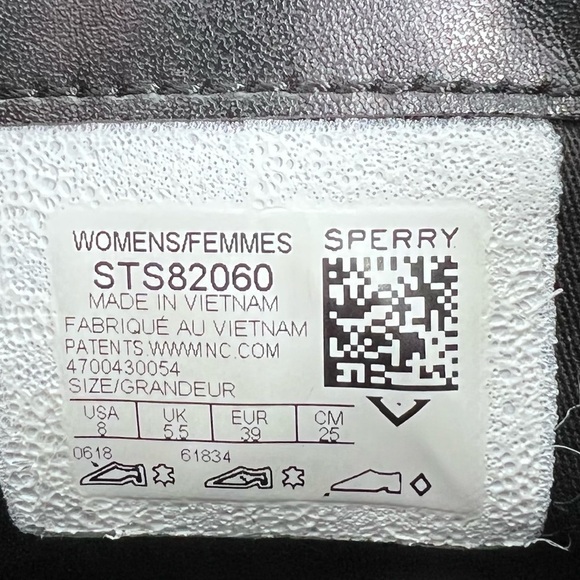 WOMENS/FEMMES
SPERRY
STS82060
MADE IN VIETNAM
FABRIQUÉ AU VIETNAM
PATENTS.WWWINC.COM
4700430054
SIZE/GRANDEUR
USA UK EUR CM
8 5.5 39 25
0618 61834